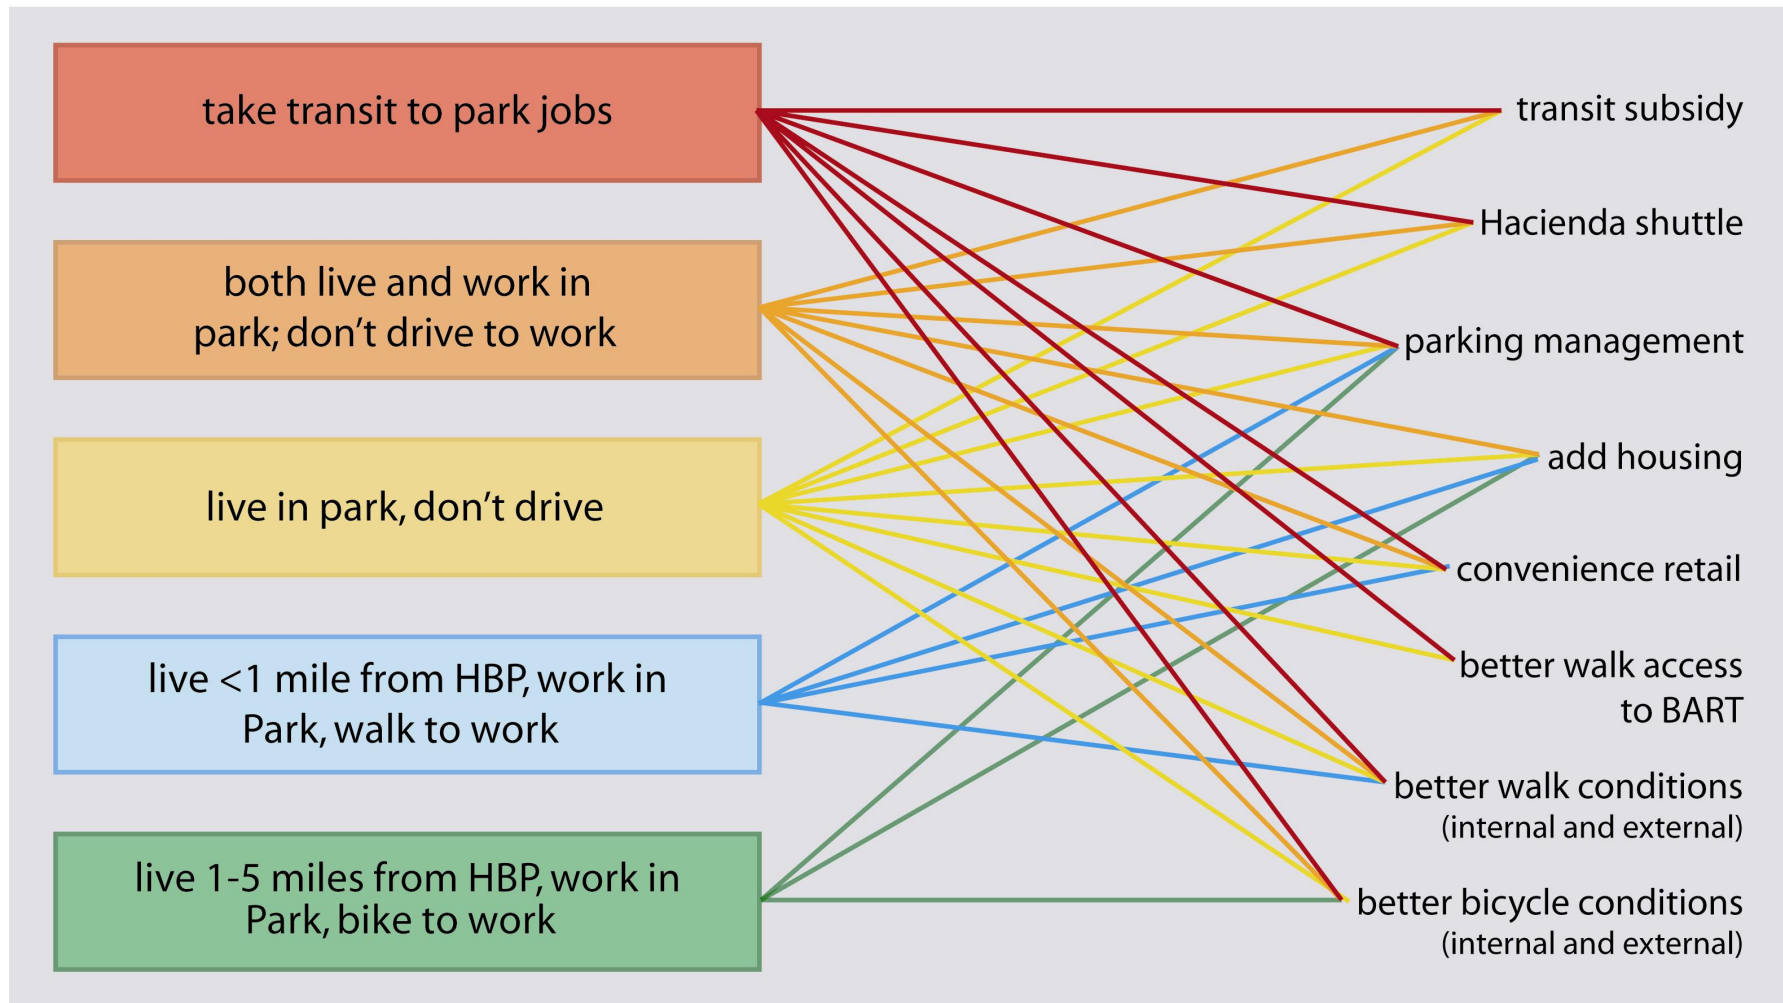 take transit to park jobs
both live and work in
park; don’t drive to work
live in park, don’t drive
live <1 mile from HBP, work in
Park, walk to work
live 1-5 miles from HBP, work in
Park, bike to work
transit subsidy
Hacienda shuttle
parking management
add housing
convenience retail
better walk access
to BART
better walk conditions
(internal and external)
better bicycle conditions
(internal and external)